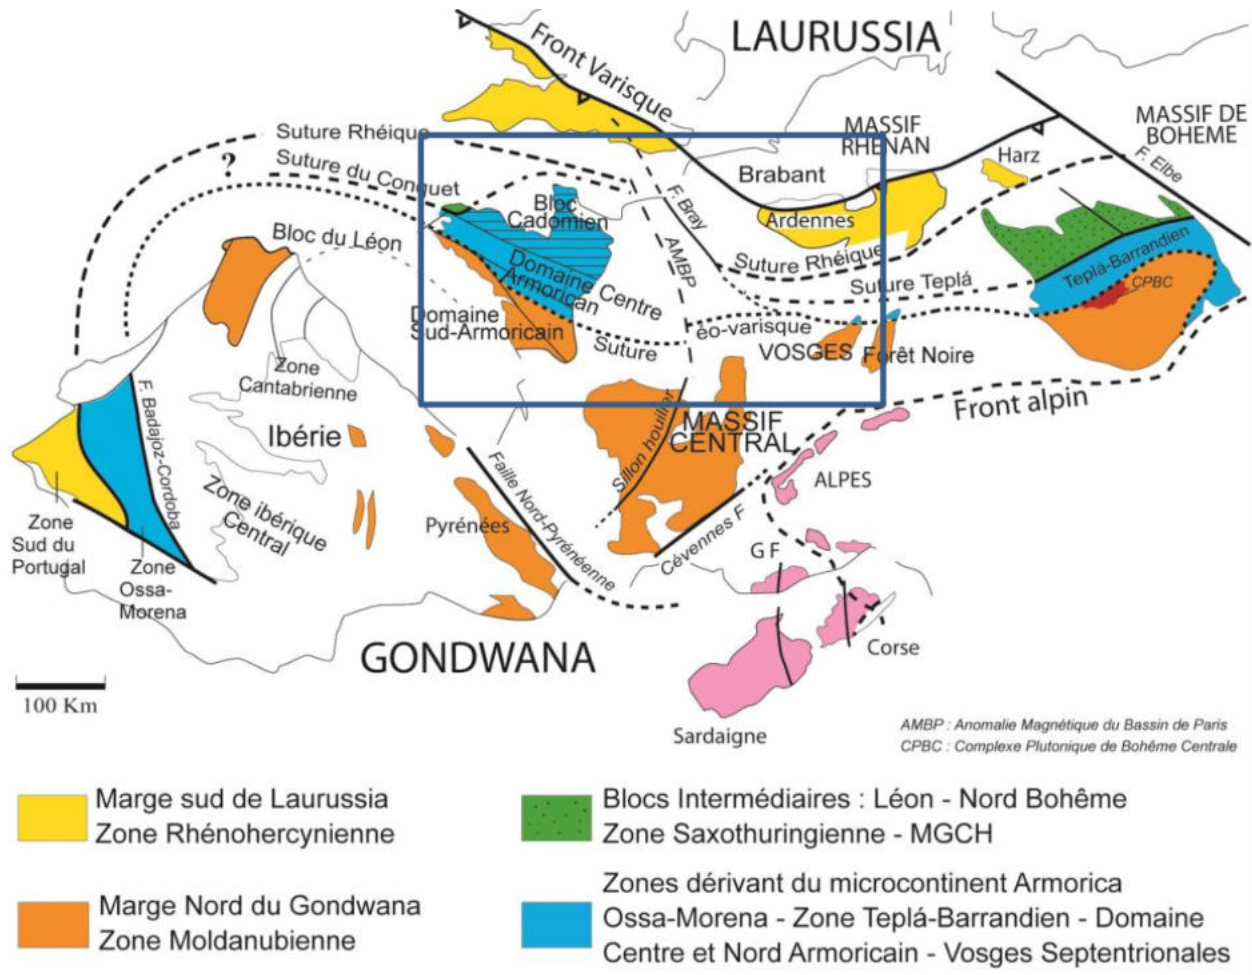 LAURUSSIA
Front Varisque
MASSIF
RHENAN
MASSIF DE
BOHEME
Suture Rhéique
?
Suture du Conquet
Harz
F. Elbe
Brabant
Bloc
Cadomien
F. Bray
Ardennes
Bloc du Léon
AMBP
Suture Rhéique
Teplá-Barrandien
Domaine Centre
Armorican
Suture Teplá
CPBC
Domaine
Sud-Armoricain
Suture
éo-varisque
VOSGES
Forêt Noire
Zone
Cantabrienne
F. Badajoz-Cordoba
Ibérie
Sillon houiller
MASSIF
CENTRAL
Front alpin
Zone ibérique
Central
Faille Nord-Pyrénéenne
ALPES
Pyrénées
Zone
Sud du
Portugal
Zone
Ossa-
Morena
Cévennes F
G F
GONDWANA
Corse
100 Km
Sardaigne
AMBP : Anomalie Magnétique du Bassin de Paris
CPBC : Complexe Plutonique de Bohême Centrale
Marge sud de Laurussia
Zone Rhénohercynienne
Blocs Intermédiaires : Léon - Nord Bohême
Zone Saxothuringienne - MGCH
Marge Nord du Gondwana
Zone Moldanubienne
Zones dérivant du microcontinent Armorica
Ossa-Morena - Zone Teplá-Barrandien - Domaine
Centre et Nord Armoricain - Vosges Septentrionales